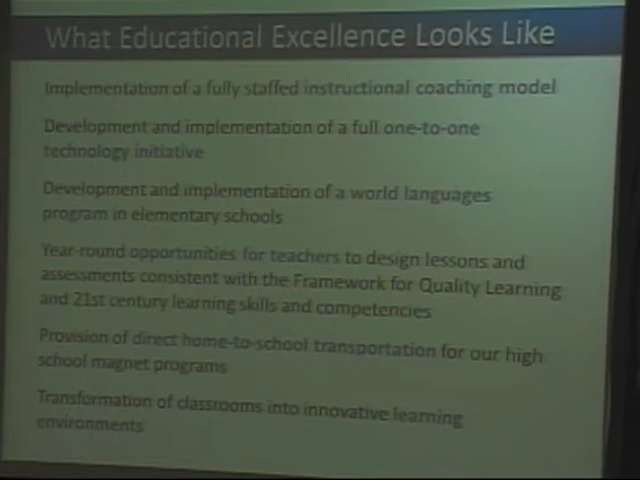 What Educational Excellence Looks Like
Implementation of a fully staffed instructional coaching model
Development and implementation of a full one-to-one
technology initiative
Development and implementation of a world languages
program in elementary schools
Year-round opportunities for teachers to design lessons and
assessments consistent with the Framework for Quality Learning
and 21st century learning skills and competencies
Provision of direct home-to-school transportation for our high
school magnet programs
Transformation of classrooms into innovative learning
environments